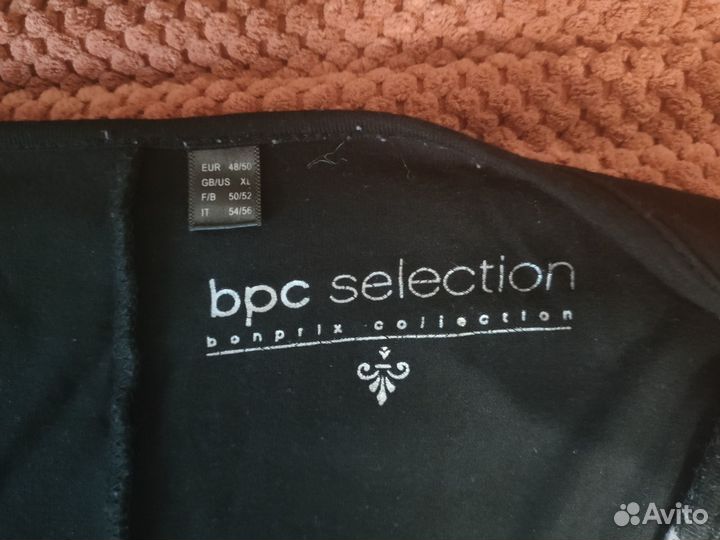 EUR 48/50
GB/US XL
F/B 50/52
IT 54/56
bpc selection
bonprix collection
Avito